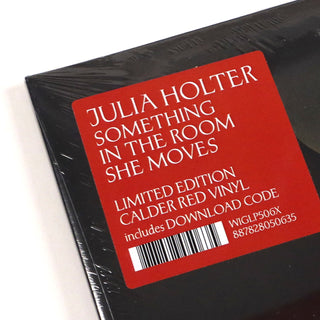 JULIA HOLTER
SOMETHING
IN THE ROOM
SHE MOVES
LIMITED EDITION
CALDER RED VINYL
includes DOWNLOAD CODE
WIGLP506X
887828050635